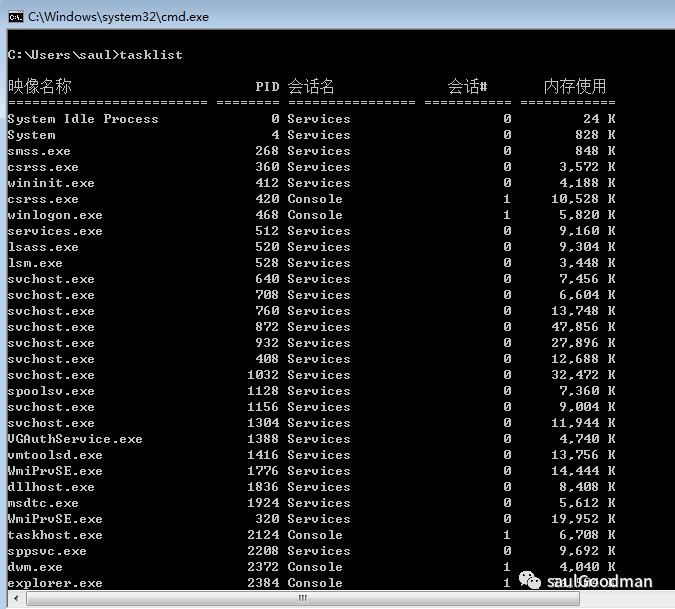 C:\Windows\system32\cmd.exe
C:\Users\saul>tasklist
映像名称 PID 会话名 会话# 内存使用
========================= ======== ================ =========== ============
System Idle Process 0 Services 0 24 K
System 4 Services 0 828 K
smss.exe 268 Services 0 848 K
csrss.exe 360 Services 0 3,572 K
wininit.exe 412 Services 0 4,188 K
csrss.exe 420 Console 1 10,528 K
winlogon.exe 468 Console 1 5,820 K
services.exe 512 Services 0 9,160 K
lsass.exe 520 Services 0 9,304 K
lsm.exe 528 Services 0 3,448 K
svchost.exe 640 Services 0 7,456 K
svchost.exe 708 Services 0 6,604 K
svchost.exe 760 Services 0 13,748 K
svchost.exe 872 Services 0 47,856 K
svchost.exe 932 Services 0 27,896 K
svchost.exe 408 Services 0 12,688 K
svchost.exe 1032 Services 0 32,472 K
spoolsv.exe 1128 Services 0 7,360 K
svchost.exe 1156 Services 0 9,004 K
svchost.exe 1304 Services 0 11,944 K
VGAuthService.exe 1388 Services 0 4,740 K
vmtoolsd.exe 1416 Services 0 13,756 K
WmiPrvSE.exe 1776 Services 0 14,444 K
dllhost.exe 1836 Services 0 8,408 K
msdtc.exe 1924 Services 0 5,612 K
WmiPrvSE.exe 320 Services 0 19,952 K
taskhost.exe 2124 Console 1 6,708 K
sppsvc.exe 2208 Services 0 9,692 K
dwm.exe 2372 Console 1 4,040 K
explorer.exe 2384 Console 1 K
saulGoodman